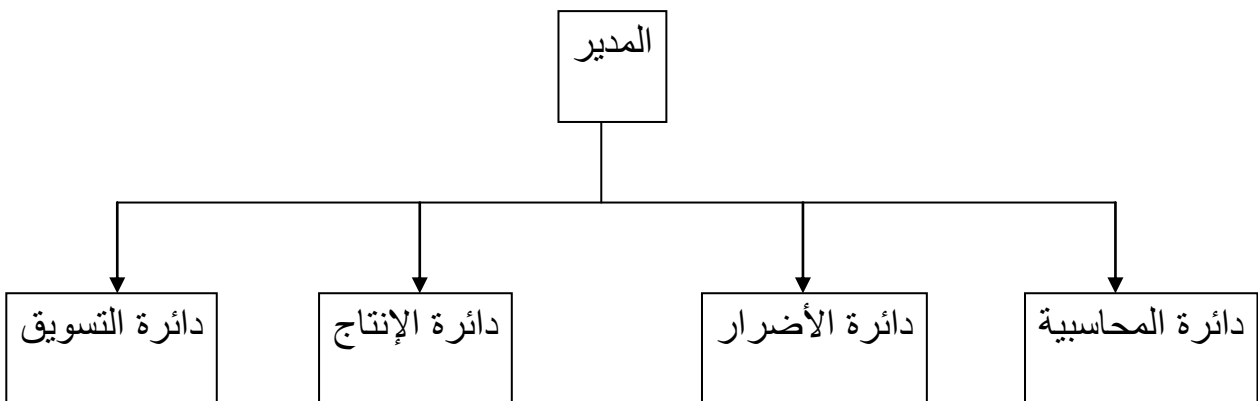 المدير
دائرة المحاسبية
دائرة الأضرار
دائرة الإنتاج
دائرة التسويق